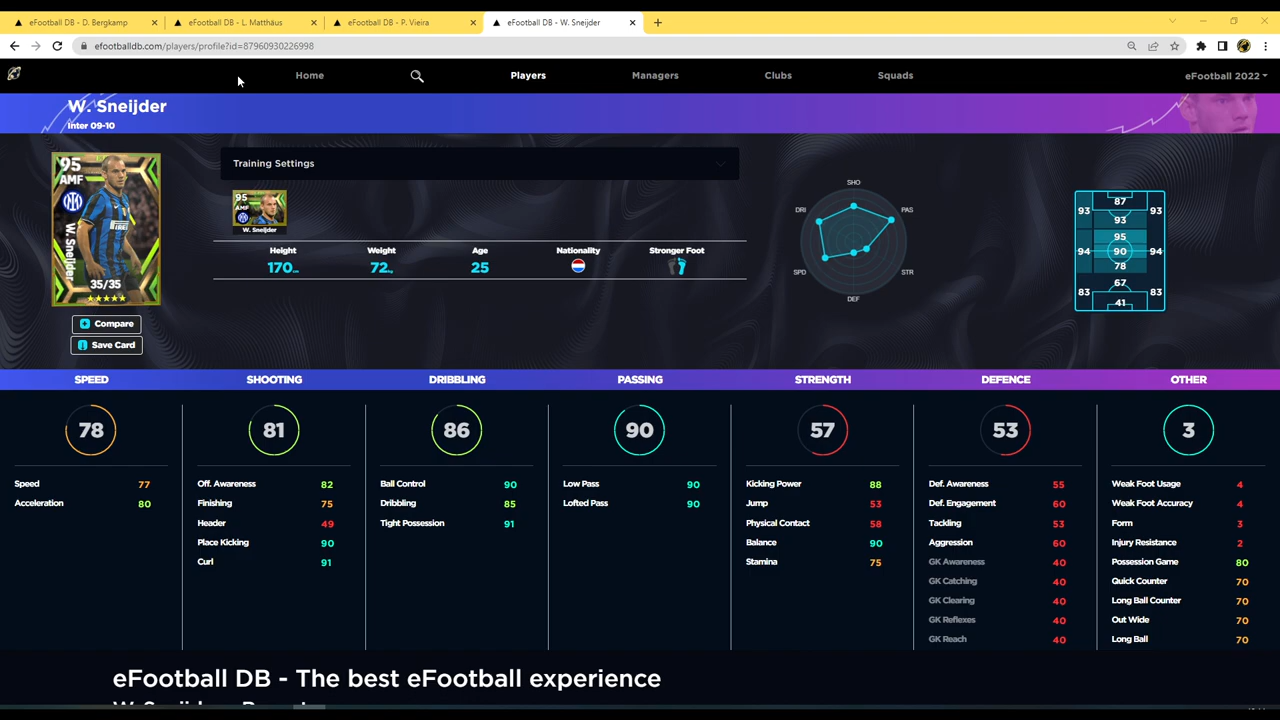 eFootball DB - D. Bergkamp
eFootball DB - L. Matthäus
eFootball DB - P. Vieira
eFootball DB - W. Sneijder
efootballdb.com/players/profile?id=87960930226998
Home
Players
Managers
Clubs
Squads
eFootball 2022
W. Sneijder
Inter 09-10
95
AMF
W. Sneijder
35/35
Compare
Save Card
Training Settings
95
AMF
W. Sneijder
Height Weight Age Nationality Stronger Foot
170 72 25
SHO
DRI PAS
SPD STR
DEF
87
93 93 93
95
94 90 94
78
67
83 83
41
SPEED SHOOTING DRIBBLING PASSING STRENGTH DEFENCE OTHER
78 81 86 90 57 53 3
Speed 77
Acceleration 80
Off. Awareness 82
Finishing 75
Header 49
Place Kicking 90
Curl 91
Ball Control 90
Dribbling 85
Tight Possession 91
Low Pass 90
Lofted Pass 90
Kicking Power 88
Jump 53
Physical Contact 58
Balance 90
Stamina 75
Def. Awareness 55
Def. Engagement 60
Tackling 53
Aggression 60
GK Awareness 40
GK Catching 40
GK Clearing 40
GK Reflexes 40
GK Reach 40
Weak Foot Usage 4
Weak Foot Accuracy 4
Form 3
Injury Resistance 2
Possession Game 80
Quick Counter 70
Long Ball Counter 70
Out Wide 70
Long Ball 70
eFootball DB - The best eFootball experience